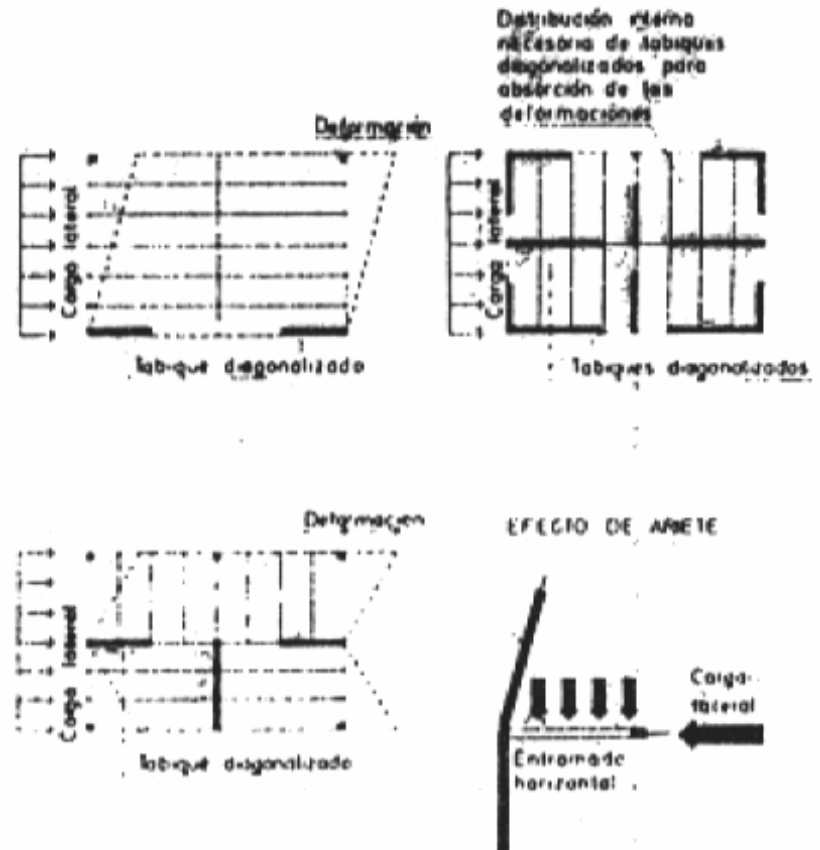 Distribución interna
necesaria de tabiques
diagonalizados para
absorción de las
deformaciónes
Deformación
Carga lateral
Tabique diagonalizado
Carga lateral
Tabiques diagonalizados
Deformación
Carga lateral
Tabique diagonalizado
EFECTO DE ARIETE
Carga
lateral
Entramado
horizontal